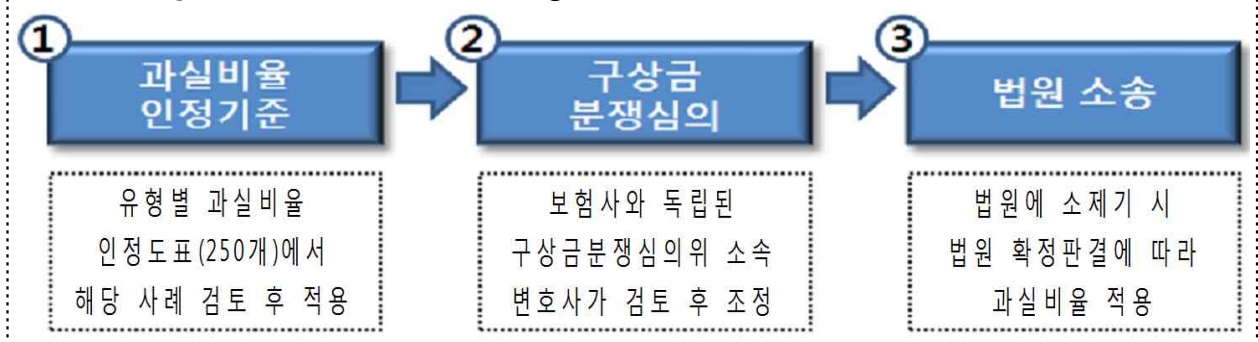 ①
과실비율
인정기준
유형별 과실비율
인정도표(250개)에서
해당 사례 검토 후 적용
②
구상금
분쟁심의
보험사와 독립된
구상금분쟁심의위 소속
변호사가 검토 후 조정
③
법원 소송
법원에 소제기 시
법원 확정판결에 따라
과실비율 적용